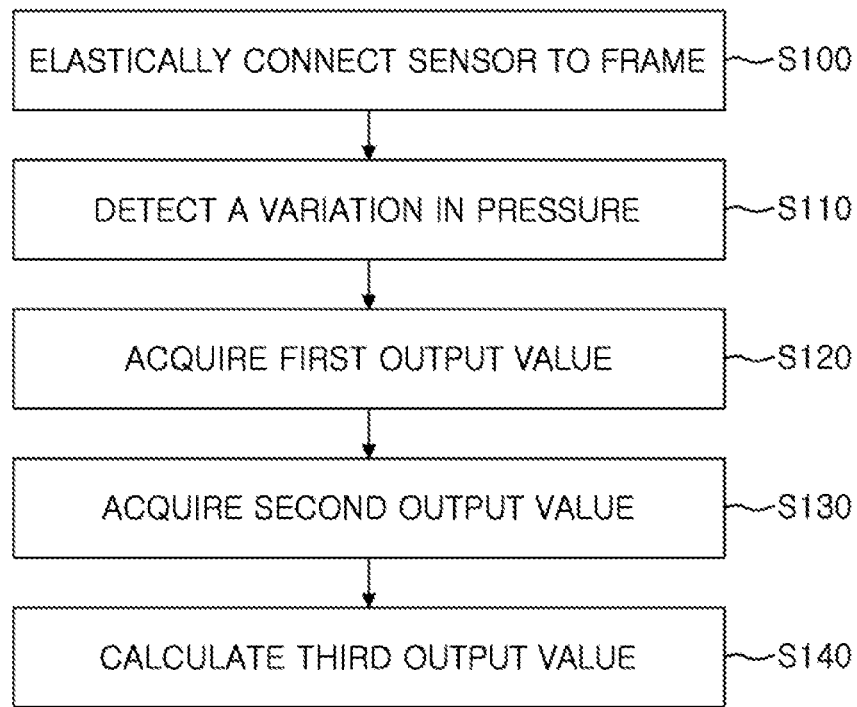 ELASTICALLY CONNECT SENSOR TO FRAME S100
DETECT A VARIATION IN PRESSURE S110
ACQUIRE FIRST OUTPUT VALUE S120
ACQUIRE SECOND OUTPUT VALUE S130
CALCULATE THIRD OUTPUT VALUE S140